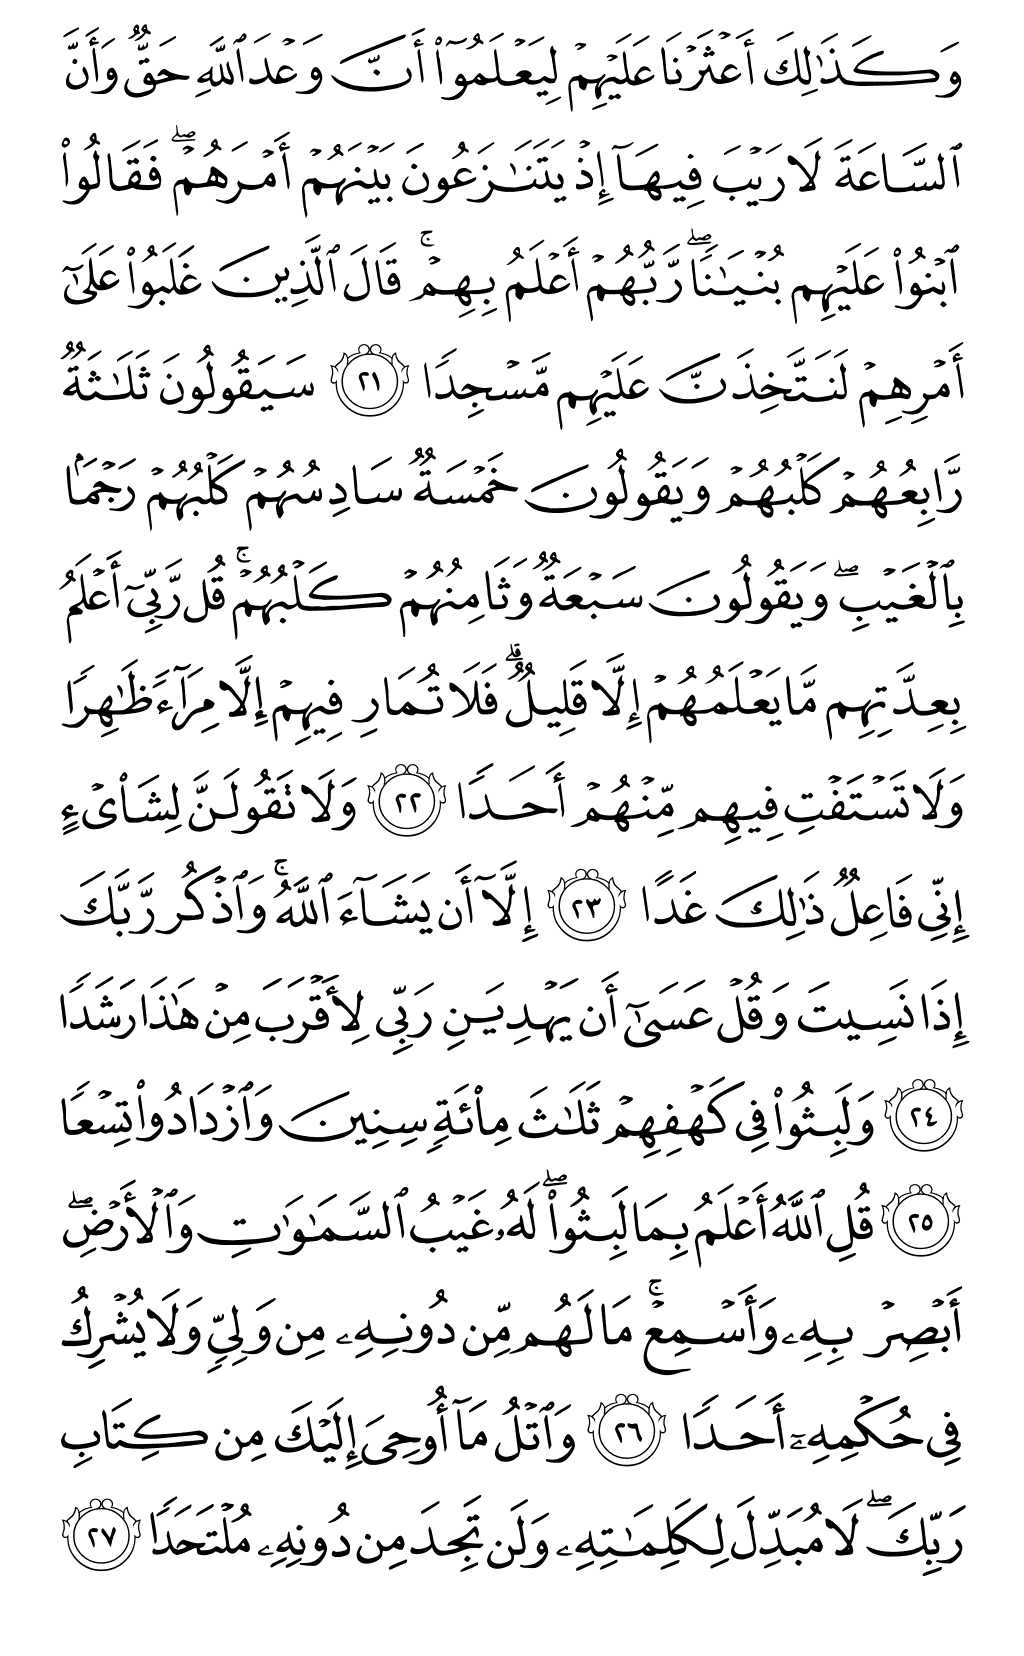 وَكَذَٰلِكَ أَعۡثَرۡنَا عَلَيۡهِمۡ لِيَعۡلَمُوٓاْ أَنَّ وَعۡدَ ٱللَّهِ حَقّٞ وَأَنَّ
ٱلسَّاعَةَ لَا رَيۡبَ فِيهَآ إِذۡ يَتَنَٰزَعُونَ بَيۡنَهُمۡ أَمۡرَهُمۡۖ فَقَالُواْ
ٱبۡنُواْ عَلَيۡهِم بُنۡيَٰنٗاۖ رَّبُّهُمۡ أَعۡلَمُ بِهِمۡۚ قَالَ ٱلَّذِينَ غَلَبُواْ عَلَىٰٓ
أَمۡرِهِمۡ لَنَتَّخِذَنَّ عَلَيۡهِم مَّسۡجِدٗا ٢١ سَيَقُولُونَ ثَلَٰثَةٞ
رَّابِعُهُمۡ كَلۡبُهُمۡ وَيَقُولُونَ خَمۡسَةٞ سَادِسُهُمۡ كَلۡبُهُمۡ رَجۡمَۢا
بِٱلۡغَيۡبِۖ وَيَقُولُونَ سَبۡعَةٞ وَثَامِنُهُمۡ كَلۡبُهُمۡۚ قُل رَّبِّيٓ أَعۡلَمُ
بِعِدَّتِهِم مَّا يَعۡلَمُهُمۡ إِلَّا قَلِيلٞۗ فَلَا تُمَارِ فِيهِمۡ إِلَّا مِرَآءٗ ظَٰهِرٗا
وَلَا تَسۡتَفۡتِ فِيهِم مِّنۡهُمۡ أَحَدٗا ٢٢ وَلَا تَقُولَنَّ لِشَاْيۡءٍ
إِنِّي فَاعِلٞ ذَٰلِكَ غَدًا ٢٣ إِلَّآ أَن يَشَآءَ ٱللَّهُۚ وَٱذۡكُر رَّبَّكَ
إِذَا نَسِيتَ وَقُلۡ عَسَىٰٓ أَن يَهۡدِيَنِ رَبِّي لِأَقۡرَبَ مِنۡ هَٰذَا رَشَدٗا
٢٤ وَلَبِثُواْ فِي كَهۡفِهِمۡ ثَلَٰثَ مِاْئَةٖ سِنِينَ وَٱزۡدَادُواْ تِسۡعٗا
٢٥ قُلِ ٱللَّهُ أَعۡلَمُ بِمَا لَبِثُواْۖ لَهُۥ غَيۡبُ ٱلسَّمَٰوَٰتِ وَٱلۡأَرۡضِۖ
أَبۡصِرۡ بِهِۦ وَأَسۡمِعۡۚ مَا لَهُم مِّن دُونِهِۦ مِن وَلِيّٖ وَلَا يُشۡرِكُ
فِي حُكۡمِهِۦٓ أَحَدٗا ٢٦ وَٱتۡلُ مَآ أُوحِيَ إِلَيۡكَ مِن كِتَابِ
رَبِّكَۖ لَا مُبَدِّلَ لِكَلِمَٰتِهِۦ وَلَن تَجِدَ مِن دُونِهِۦ مُلۡتَحَدٗا ٢٧